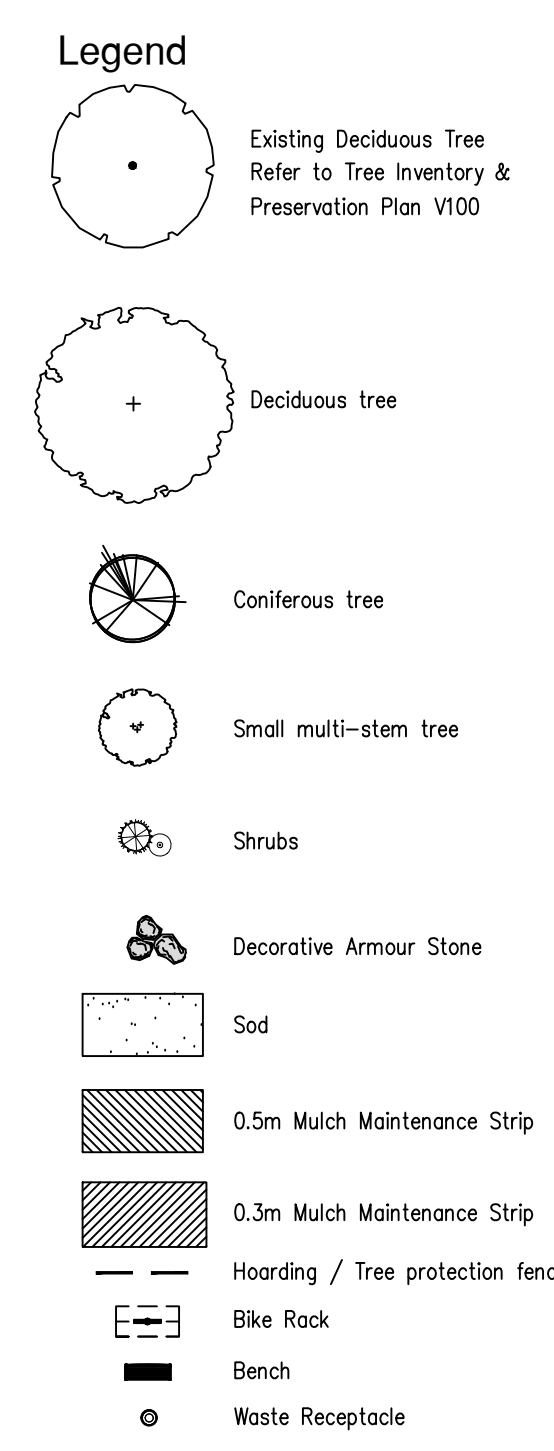 Legend
Existing Deciduous Tree
Refer to Tree Inventory &
Preservation Plan V100
Deciduous tree
Coniferous tree
Small multi-stem tree
Shrubs
Decorative Armour Stone
Sod
0.5m Mulch Maintenance Strip
0.3m Mulch Maintenance Strip
Hoarding / Tree protection fenc
Bike Rack
Bench
Waste Receptacle